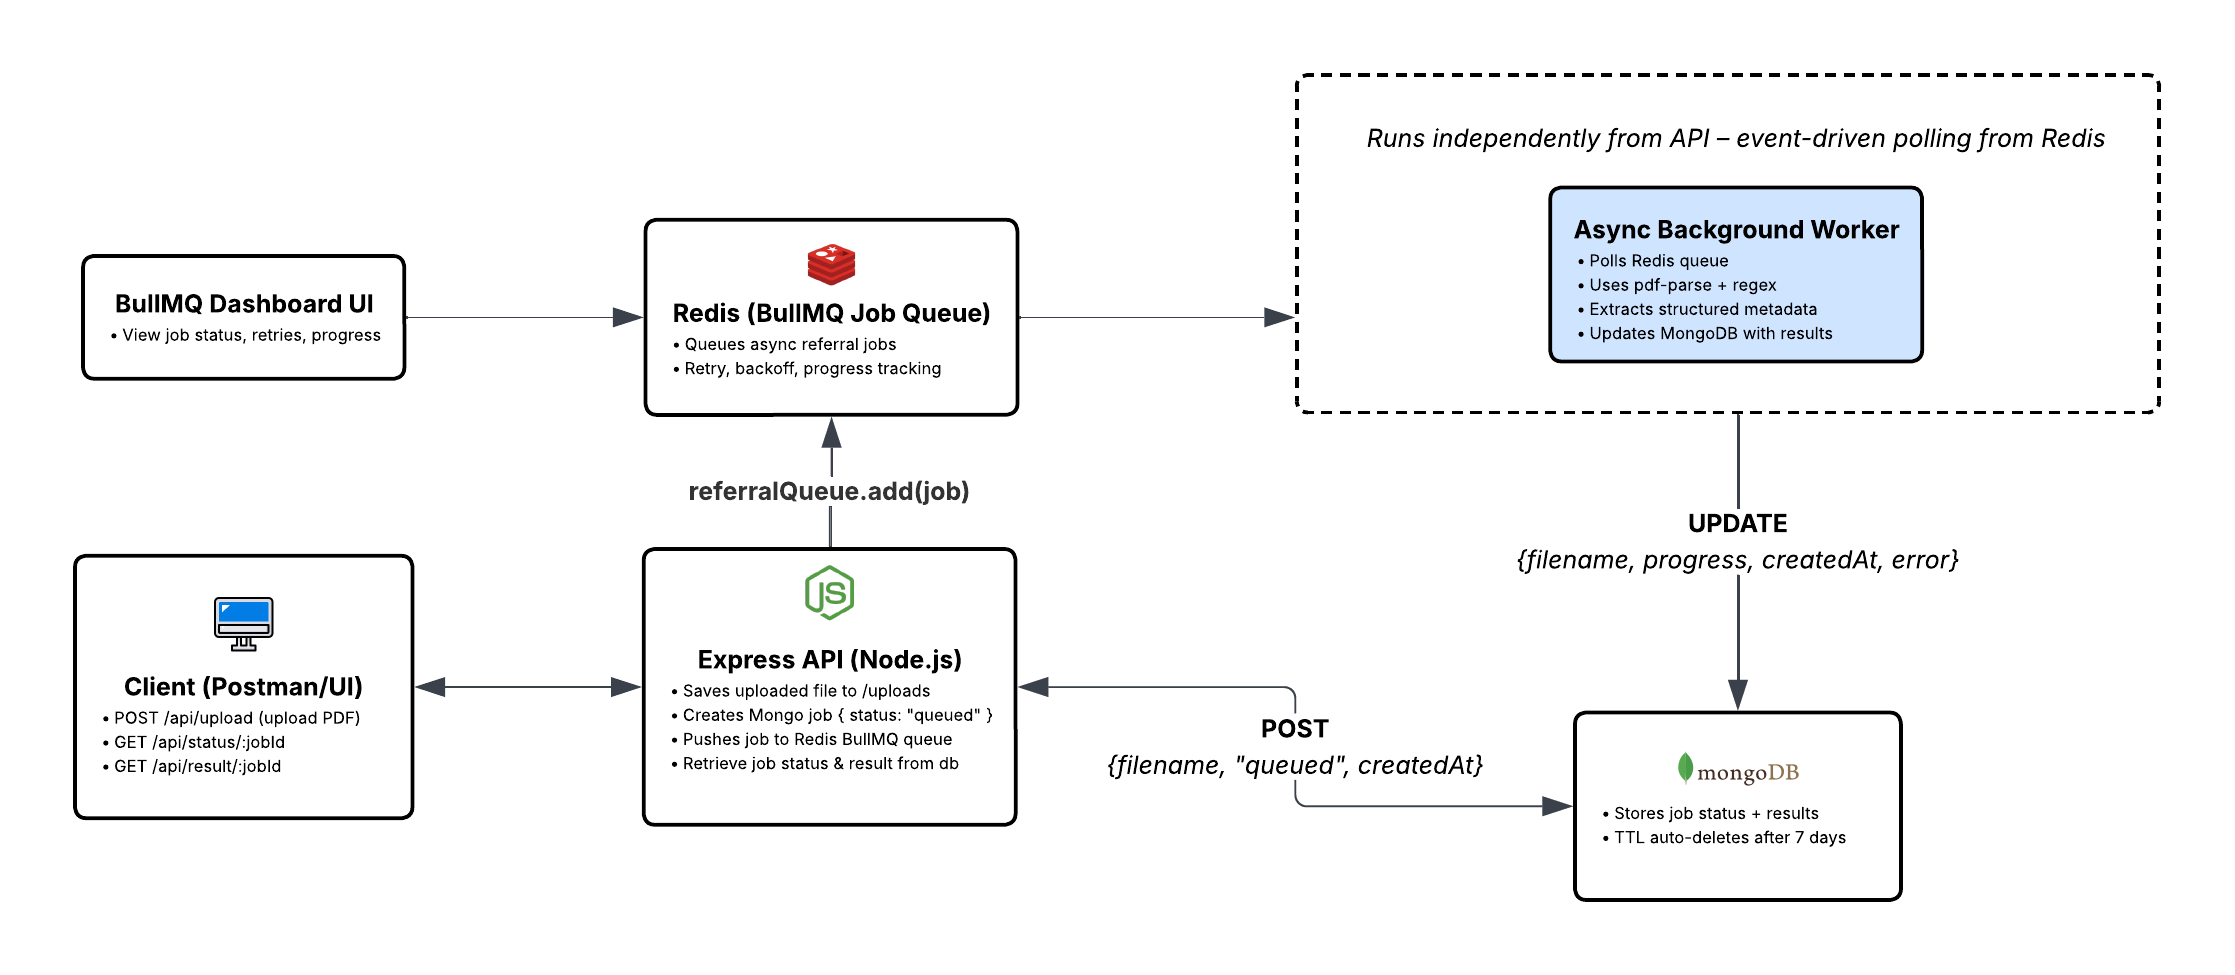 Runs independently from API – event-driven polling from Redis
Async Background Worker
• Polls Redis queue
• Uses pdf-parse + regex
• Extracts structured metadata
• Updates MongoDB with results
BullMQ Dashboard UI
• View job status, retries, progress
Redis (BullMQ Job Queue)
• Queues async referral jobs
• Retry, backoff, progress tracking
referralQueue.add(job)
UPDATE
{filename, progress, createdAt, error}
Client (Postman/UI)
• POST /api/upload (upload PDF)
• GET /api/status/:jobId
• GET /api/result/:jobId
JS
Express API (Node.js)
• Saves uploaded file to /uploads
• Creates Mongo job { status: "queued" }
• Pushes job to Redis BullMQ queue
• Retrieve job status & result from db
POST
{filename, "queued", createdAt}
mongoDB
• Stores job status + results
• TTL auto-deletes after 7 days